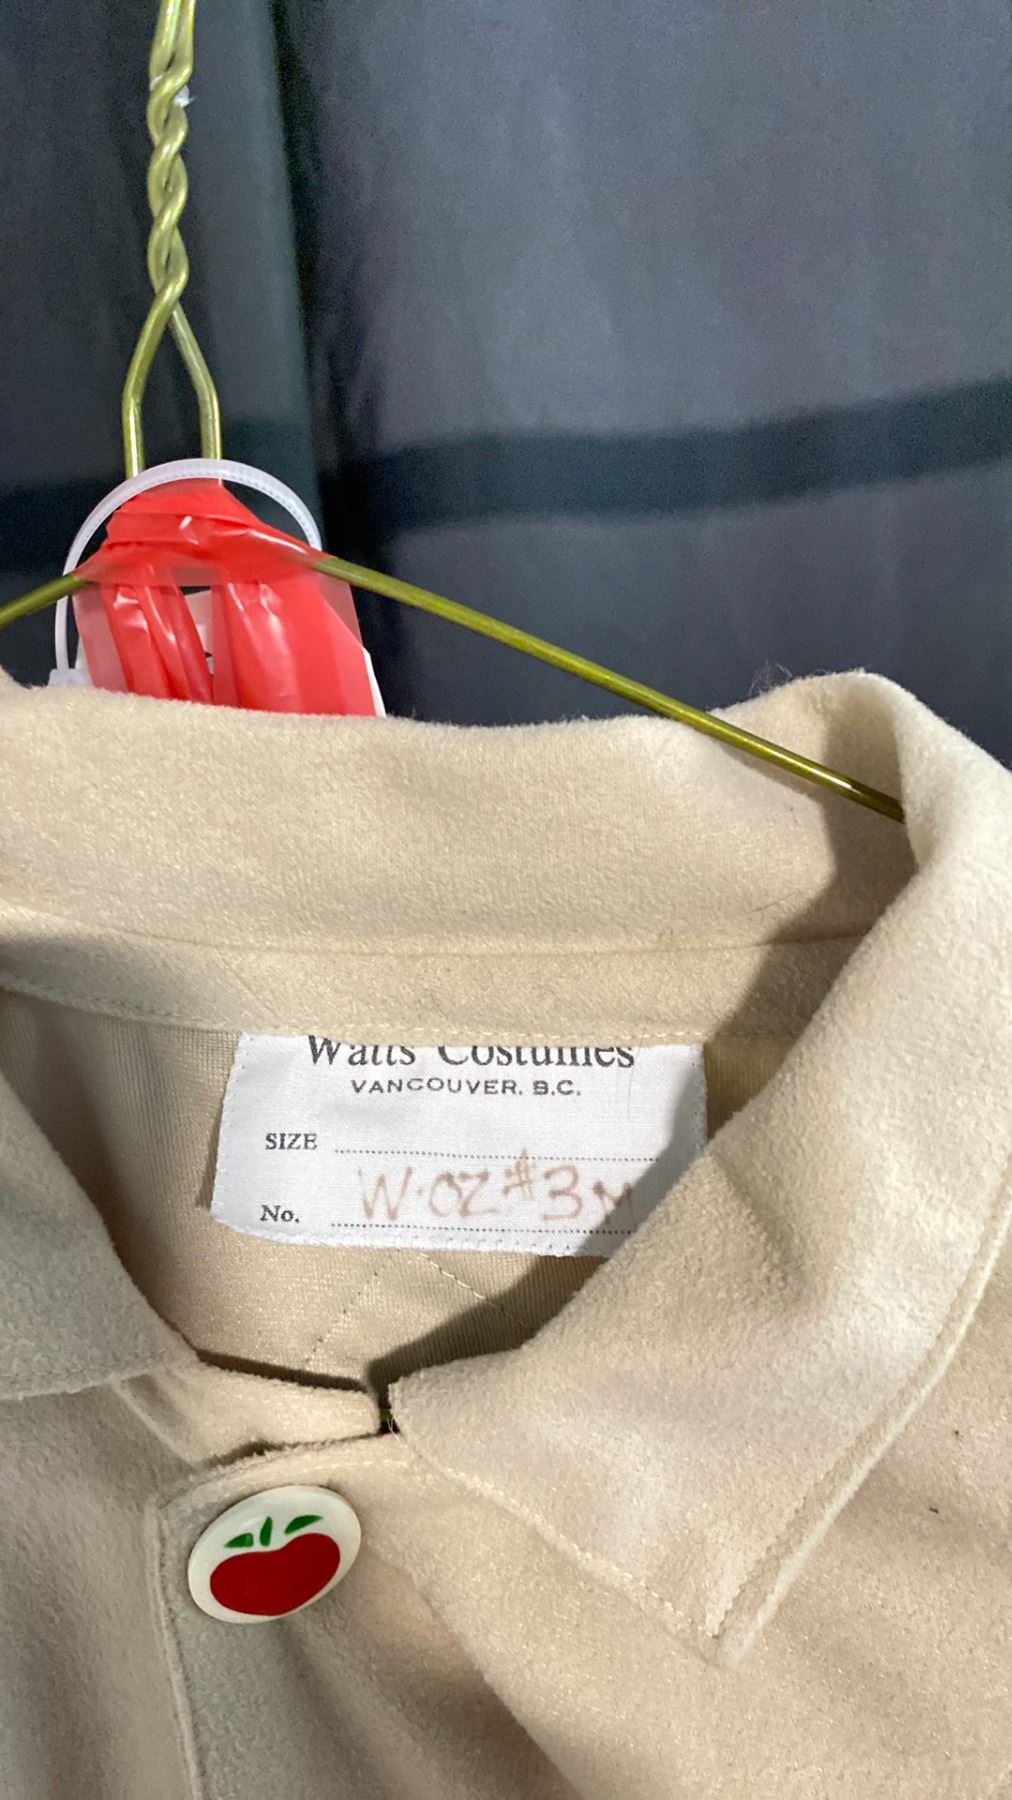 Watts Costumes
VANCOUVER, B.C.
SIZE
No. W·OZ #3 M